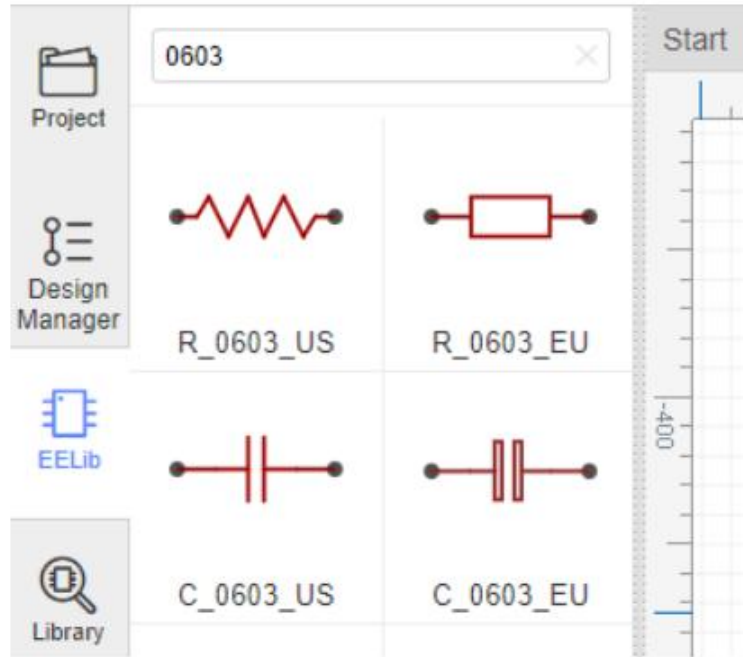 Project
Design
Manager
EELib
Library
0603
R_0603_US
R_0603_EU
C_0603_US
C_0603_EU
Start
-400